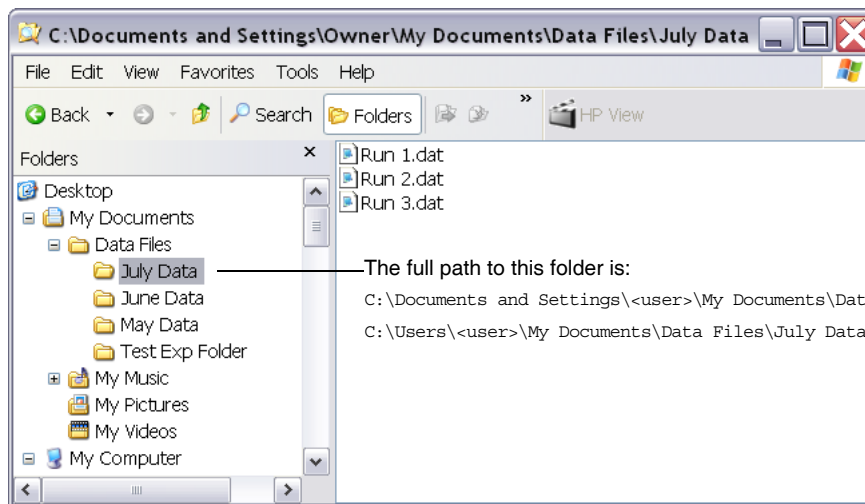 C:\Documents and Settings\Owner\My Documents\Data Files\July Data
File Edit View Favorites Tools Help
Back Search Folders » HP View
Folders x
Desktop
My Documents
Data Files
July Data
June Data
May Data
Test Exp Folder
My Music
My Pictures
My Videos
My Computer
Run 1.dat
Run 2.dat
Run 3.dat
The full path to this folder is:
C:\Documents and Settings\<user>\My Documents\Dat
C:\Users\<user>\My Documents\Data Files\July Data